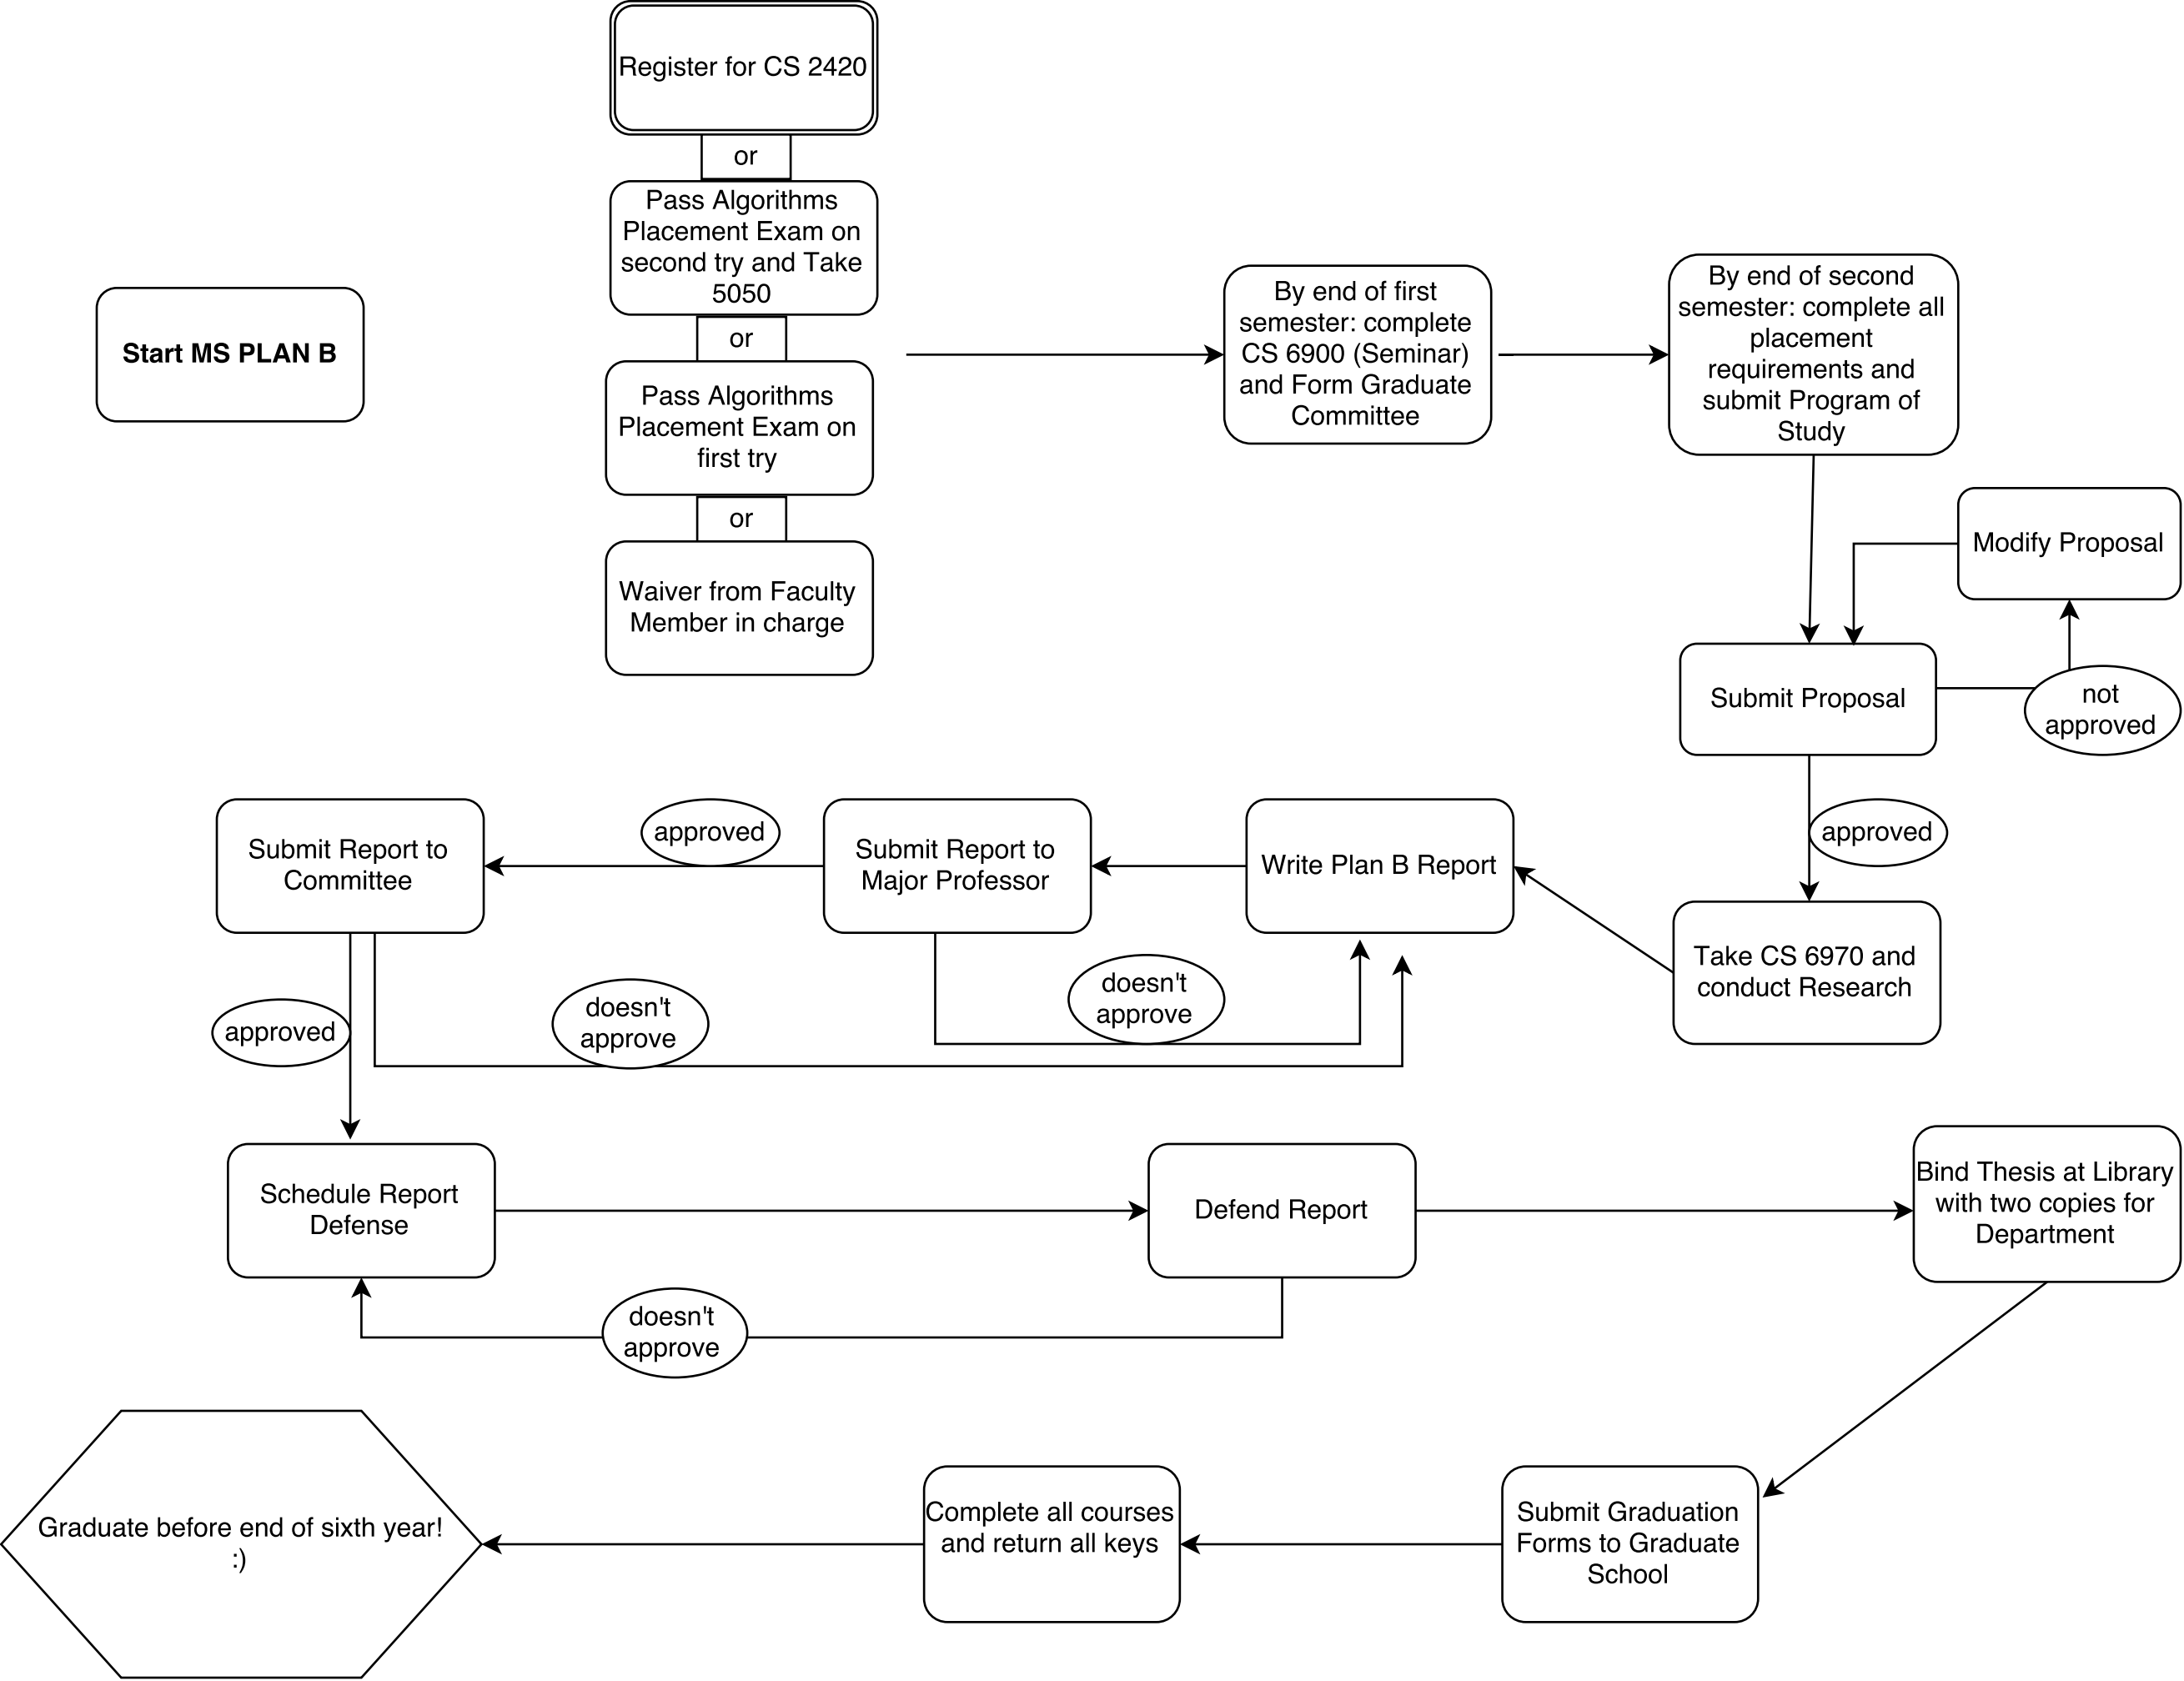 Register for CS 2420
or
Pass Algorithms
Placement Exam on
second try and Take
5050
or
Pass Algorithms
Placement Exam on
first try
or
Waiver from Faculty
Member in charge
Start MS PLAN B
By end of first
semester: complete
CS 6900 (Seminar)
and Form Graduate
Committee
By end of second
semester: complete all
placement
requirements and
submit Program of
Study
Modify Proposal
Submit Proposal
not
approved
approved
Take CS 6970 and
conduct Research
Write Plan B Report
Submit Report to
Major Professor
approved
Submit Report to
Committee
doesn't
approve
doesn't
approve
approved
Schedule Report
Defense
Defend Report
Bind Thesis at Library
with two copies for
Department
doesn't
approve
Submit Graduation
Forms to Graduate
School
Complete all courses
and return all keys
Graduate before end of sixth year!
:)